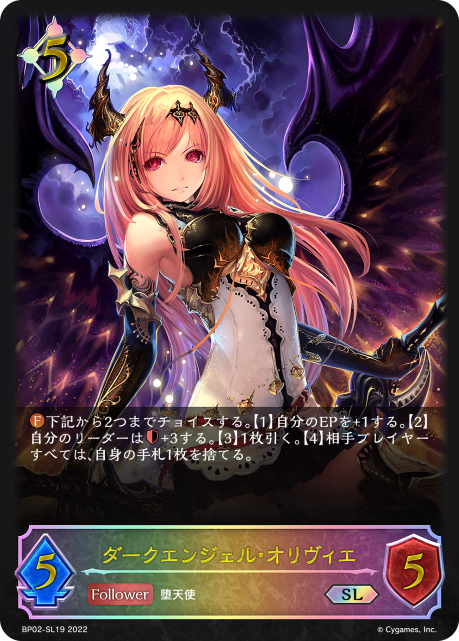 5
F 下記から2つまでチョイスする。【1】自分のEPを+1する。【2】
自分のリーダーは+3する。【3】1枚引く。【4】相手プレイヤー
すべては、自身の手札1枚を捨てる。
ダークエンジェル・オリヴィエ
5
5
Follower 堕天使
SL
BP02-SL19 2022
© Cygames, Inc.